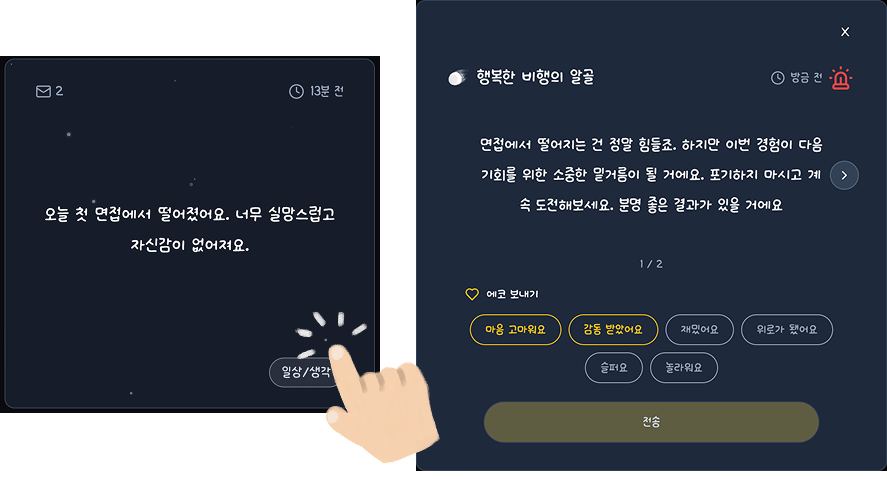 2
13분 전
오늘 첫 면접에서 떨어졌어요. 너무 실망스럽고
자신감이 없어져요.
일상/생각
X
행복한 비행의 알골
방금 전
면접에서 떨어지는 건 정말 힘들죠. 하지만 이번 경험이 다음
기회를 위한 소중한 밑거름이 될 거에요. 포기하지 마시고 계
속 도전해보세요. 분명 좋은 결과가 있을 거에요
1 / 2
에코 보내기
마음 고마워요
감동 받았어요
재밌어요
위로가 됐어요
슬퍼요
놀라워요
전송